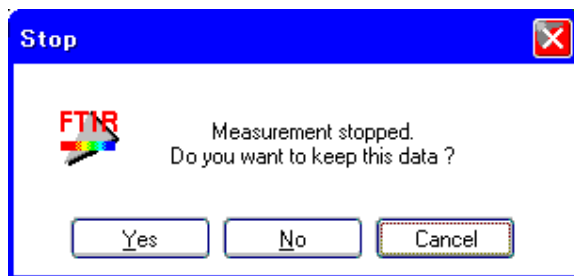 Stop
FTIR
Measurement stopped.
Do you want to keep this data ?
Yes
No
Cancel